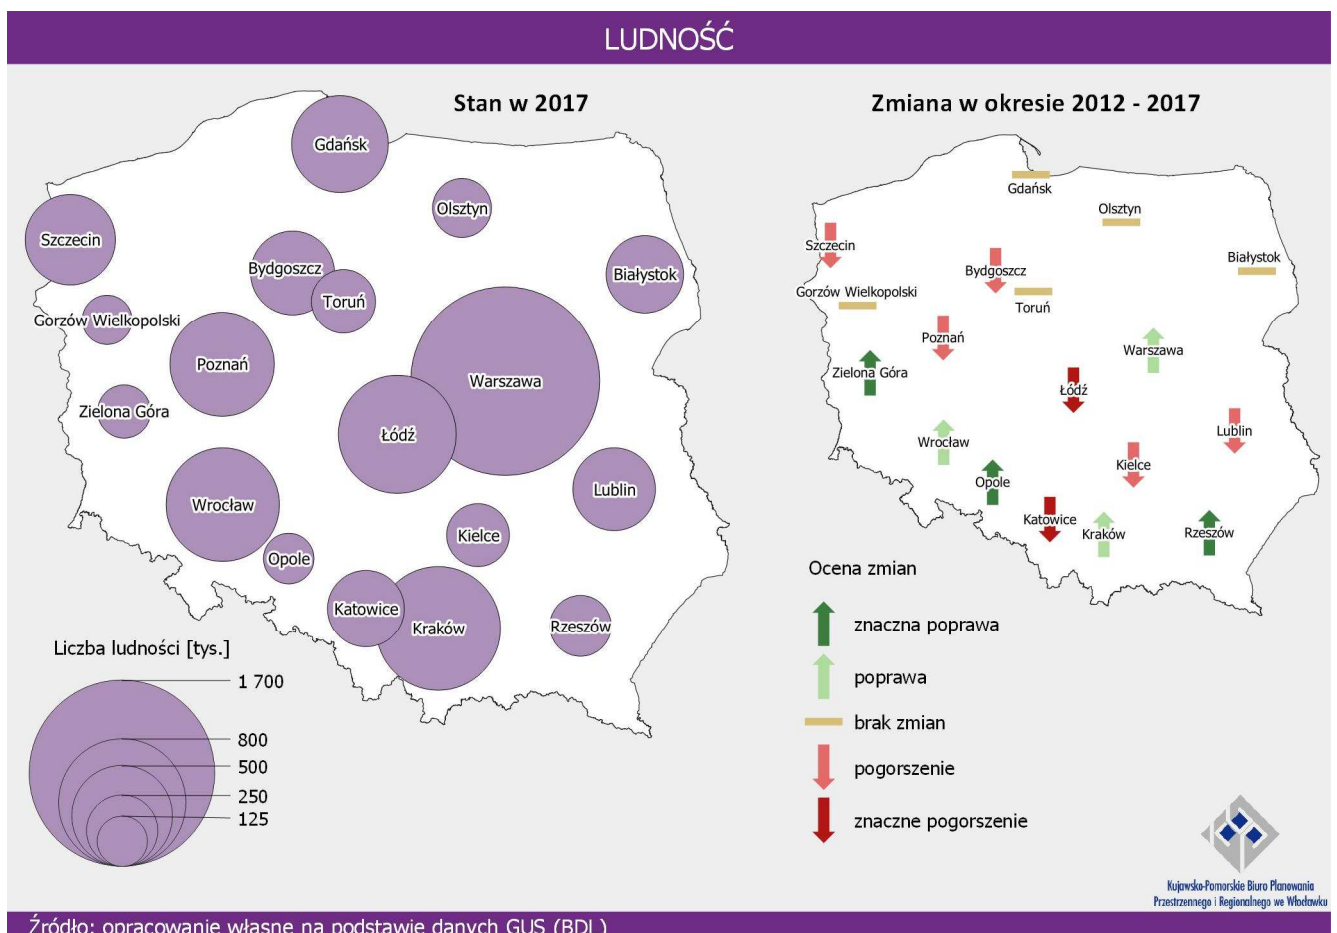 LUDNOŚĆ
Stan w 2017
Gdańsk
Olsztyn
Szczecin
Bydgoszcz
Białystok
Toruń
Gorzów Wielkopolski
Poznań
Warszawa
Zielona Góra
Łódź
Lublin
Wrocław
Kielce
Opole
Katowice
Kraków
Rzeszów
Liczba ludności [tys.]
1 700
800
500
250
125
Zmiana w okresie 2012 - 2017
Gdańsk
Olsztyn
Szczecin
Białystok
Bydgoszcz
Gorzów Wielkopolski
Toruń
Poznań
Warszawa
Zielona Góra
Łódź
Lublin
Wrocław
Kielce
Opole
Katowice
Kraków
Rzeszów
Ocena zmian
znaczna poprawa
poprawa
brak zmian
pogorszenie
znaczne pogorszenie
Kujawsko-Pomorskie Biuro Planowania
Przestrzennego i Regionalnego we Włocławku
Źródło: opracowanie własne na podstawie danych GUS (BDL)